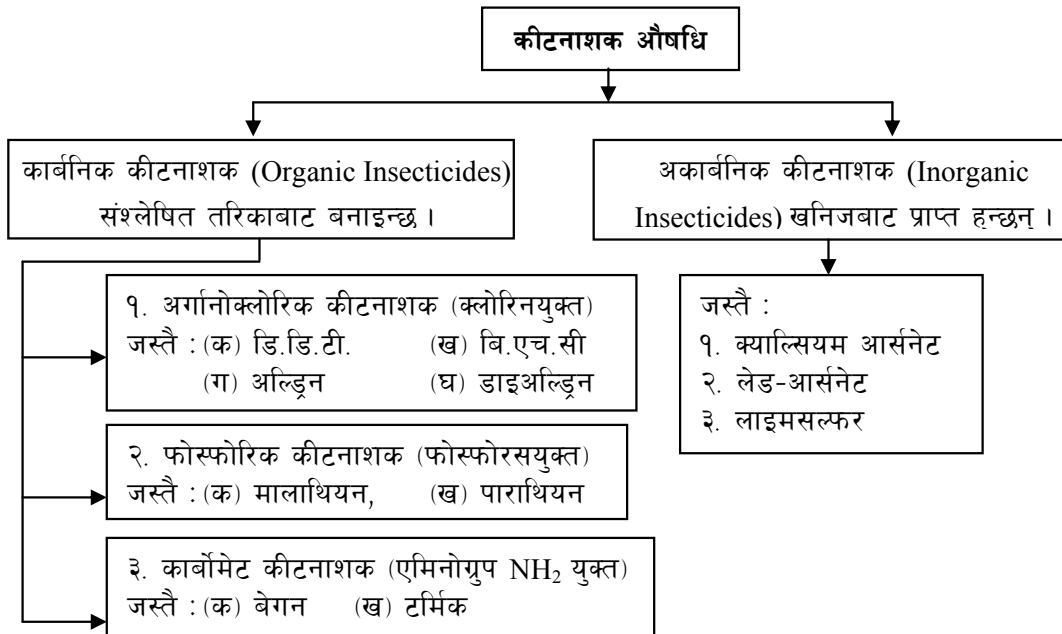 कीटनाशक औषधि
कार्बनिक कीटनाशक (Organic Insecticides)
संश्लेषित तरिकाबाट बनाइन्छ ।
अकार्बनिक कीटनाशक (Inorganic
Insecticides) खनिजबाट प्राप्त हुन्छन् ।
१. अर्गानोक्लोरिक कीटनाशक (क्लोरिनयुक्त)
जस्तै : (क) डि.डि.टी. (ख) बि.एच.सी
(ग) अल्ड्रिन (घ) डाइअल्ड्रिन
२. फोस्फोरिक कीटनाशक (फोस्फोरसयुक्त)
जस्तै : (क) मालाथियन, (ख) पाराथियन
३. कार्बोमेट कीटनाशक (एमिनोग्रुप NH₂ युक्त)
जस्तै : (क) बेगन (ख) टर्मिक
जस्तै :
१. क्याल्सियम आर्सनेट
२. लेड-आर्सनेट
३. लाइमसल्फर